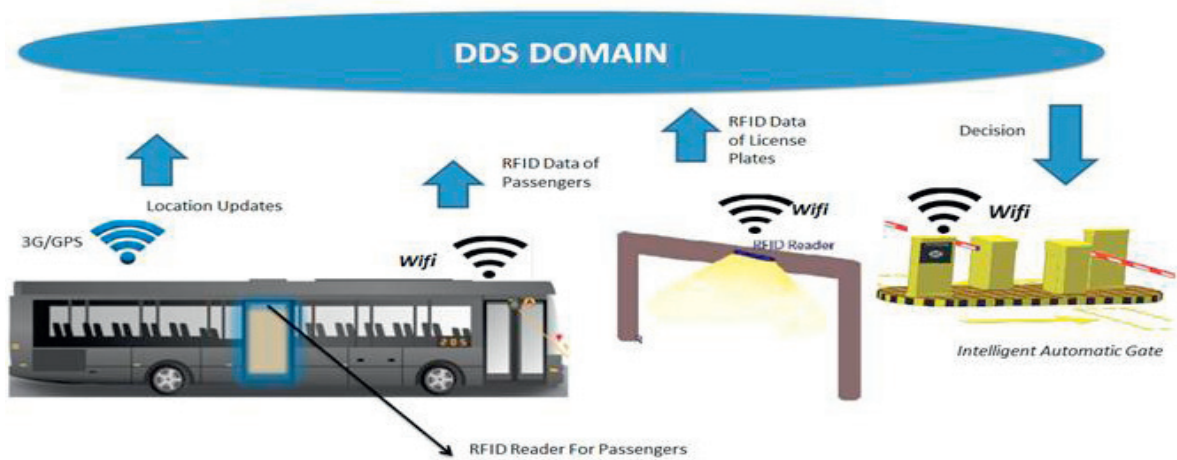 DDS DOMAIN
Location Updates
RFID Data of
Passengers
RFID Data
of License
Plates
Decision
3G/GPS
Wifi
Wifi
RFID Reader
Wifi
205
Intelligent Automatic Gate
RFID Reader For Passengers